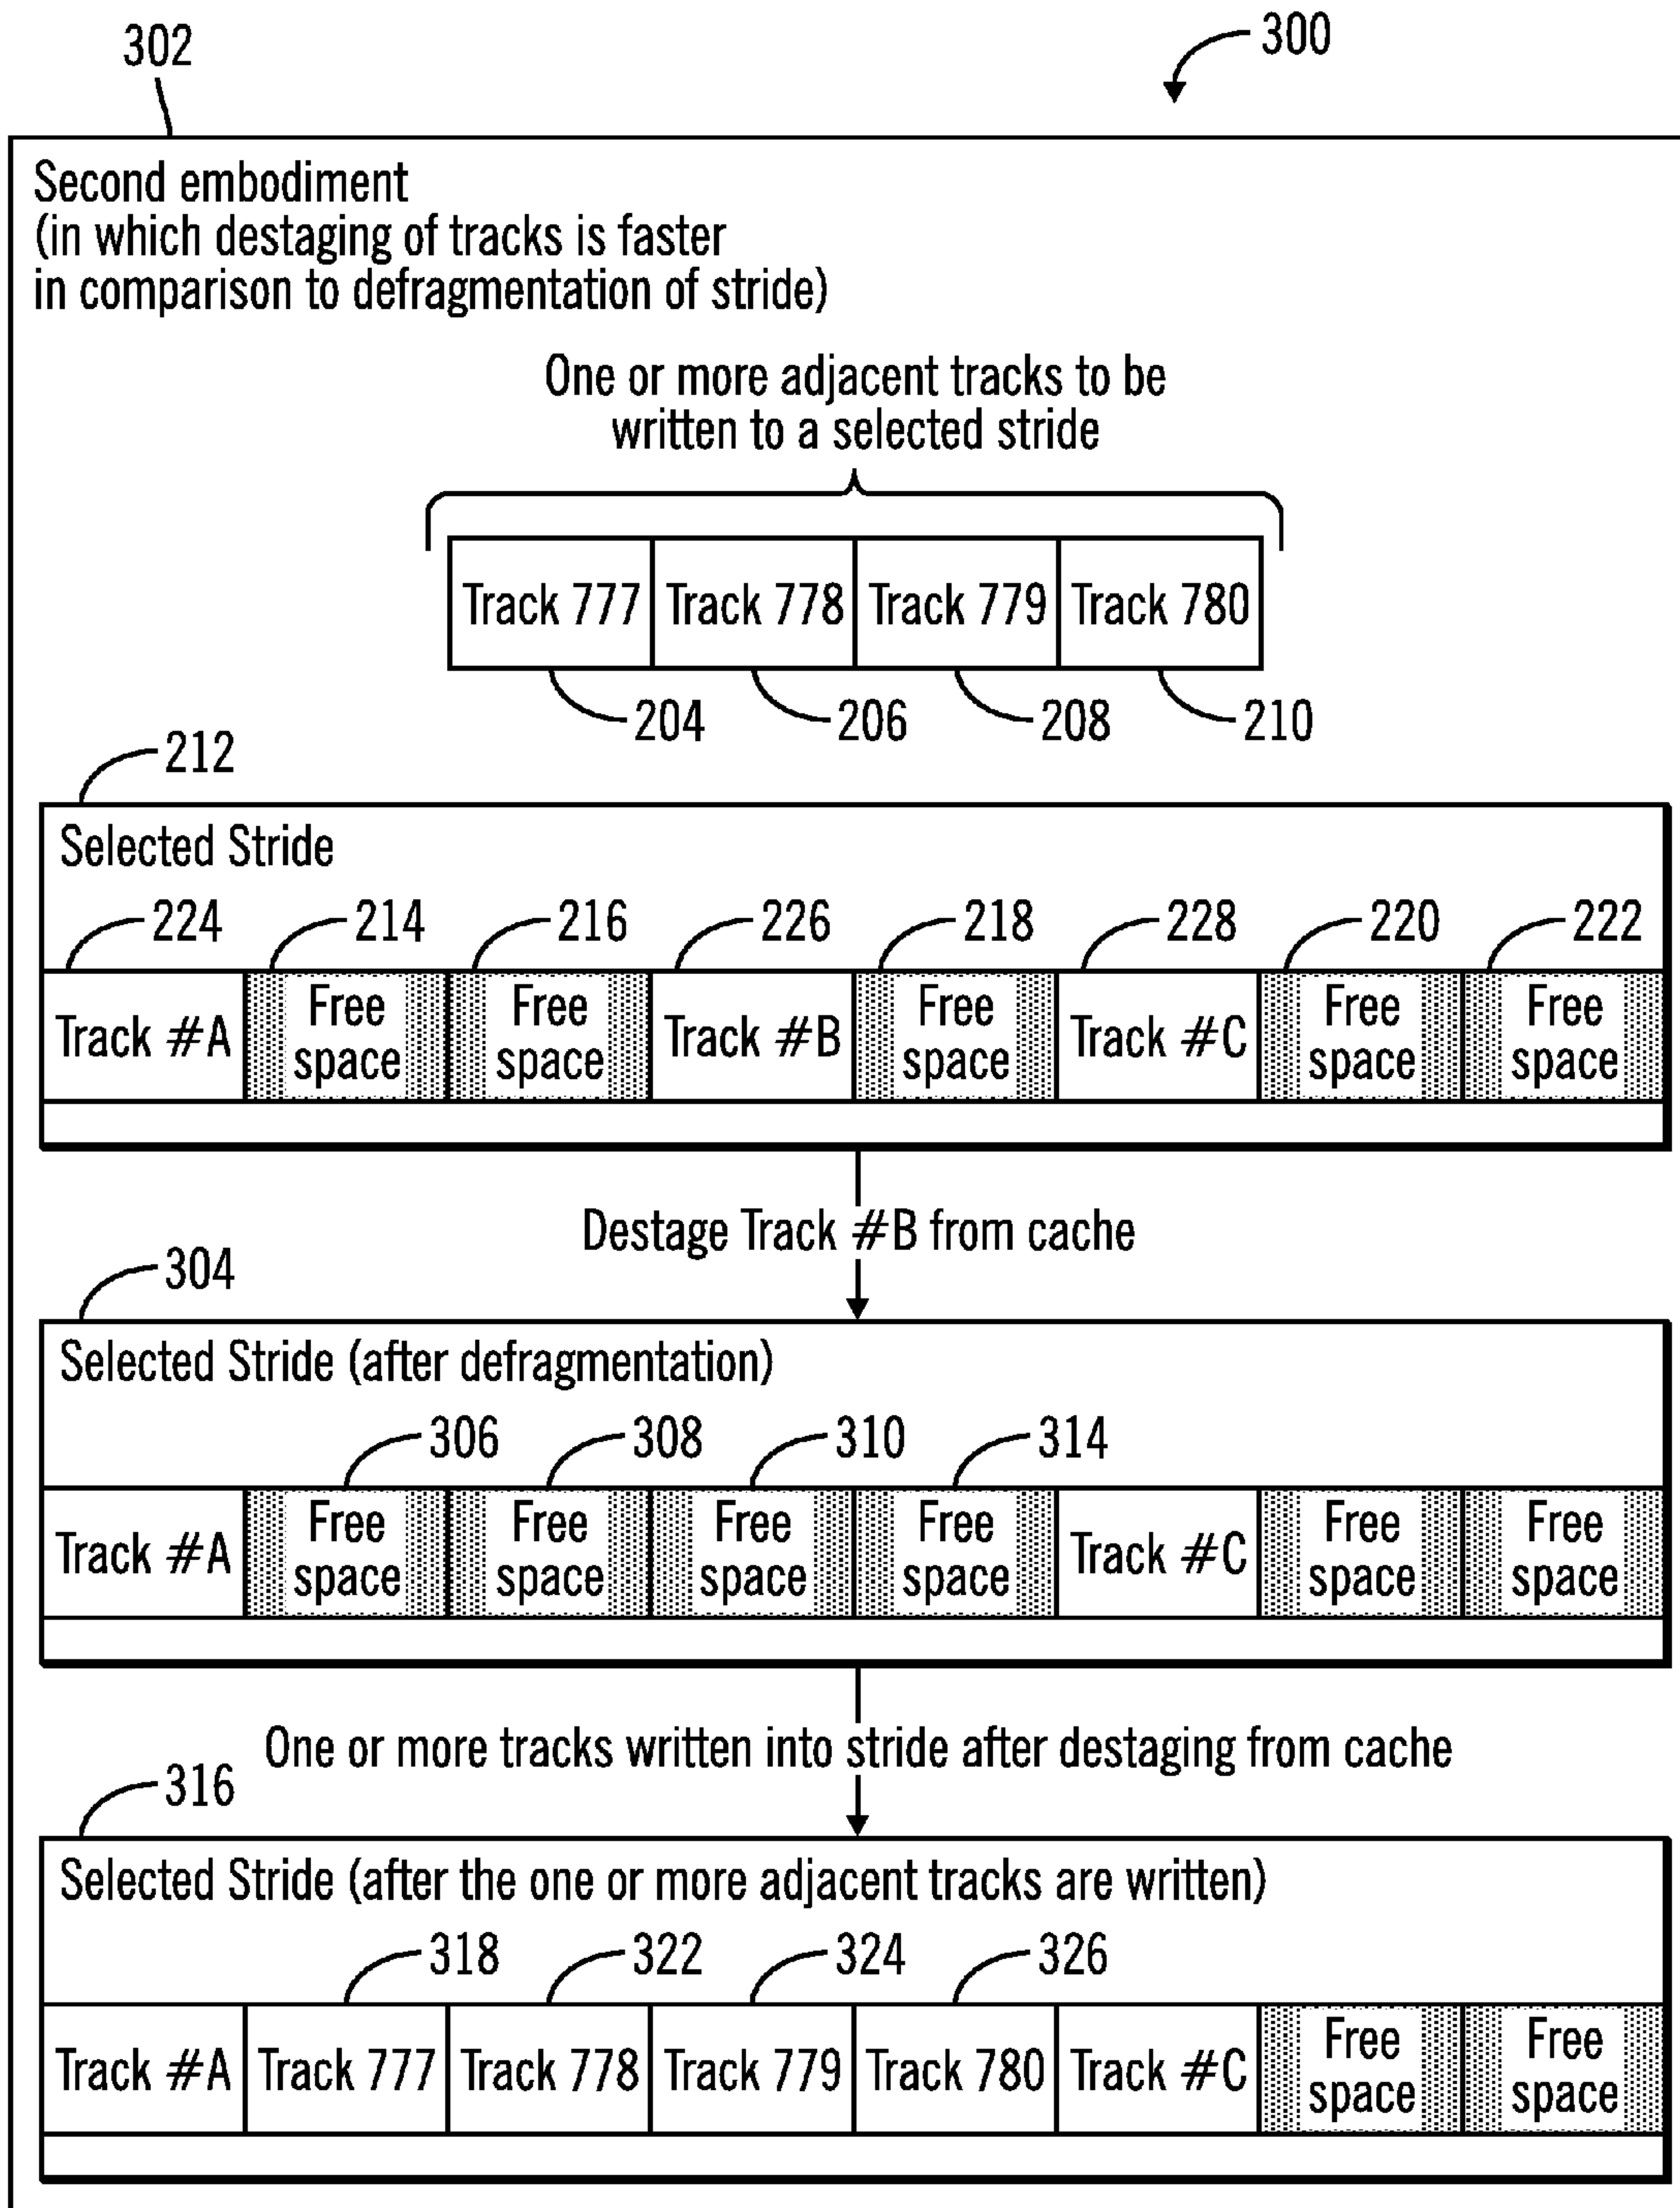 302
300
Second embodiment
(in which destaging of tracks is faster
in comparison to defragmentation of stride)
One or more adjacent tracks to be
written to a selected stride
Track 777 Track 778 Track 779 Track 780
204 206 208 210
212
Selected Stride
224 214 216 226 218 228 220 222
Track #A Free space Free space Track #B Free space Track #C Free space Free space
Destage Track #B from cache
304
Selected Stride (after defragmentation)
306 308 310 314
Track #A Free space Free space Free space Free space Track #C Free space Free space
One or more tracks written into stride after destaging from cache
316
Selected Stride (after the one or more adjacent tracks are written)
318 322 324 326
Track #A Track 777 Track 778 Track 779 Track 780 Track #C Free space Free space